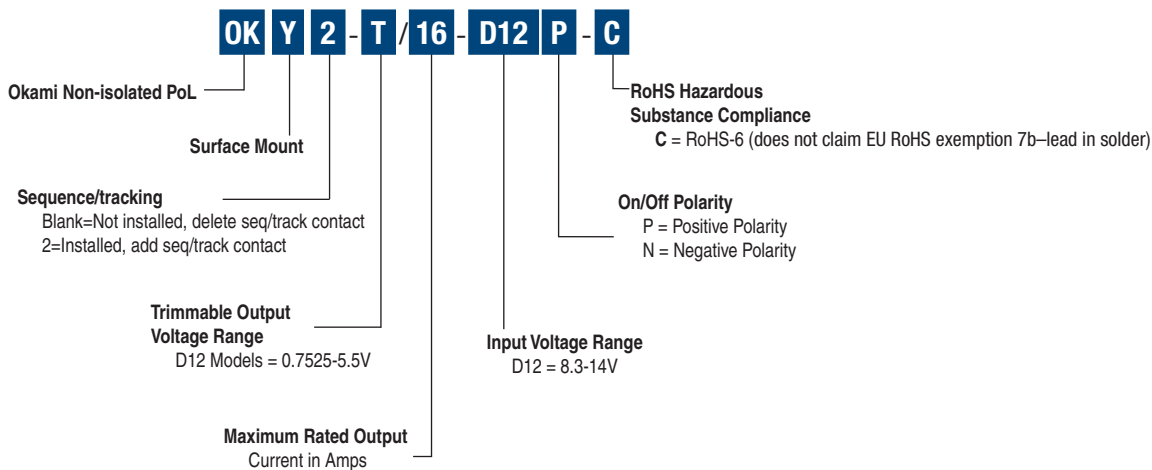 OK Y 2 - T / 16 - D12 P - C
Okami Non-isolated PoL
RoHS Hazardous
Substance Compliance
C = RoHS-6 (does not claim EU RoHS exemption 7b–lead in solder)
Surface Mount
Sequence/tracking
Blank=Not installed, delete seq/track contact
2=Installed, add seq/track contact
On/Off Polarity
P = Positive Polarity
N = Negative Polarity
Trimmable Output
Voltage Range
D12 Models = 0.7525-5.5V
Input Voltage Range
D12 = 8.3-14V
Maximum Rated Output
Current in Amps